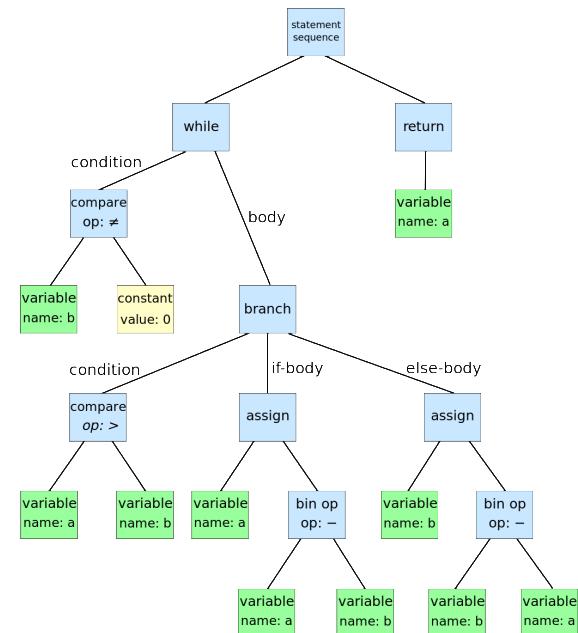 statement
sequence
while
return
condition
compare
op: ≠
body
variable
name: a
variable
name: b
constant
value: 0
branch
condition
if-body
else-body
compare
op: >
assign
assign
variable
name: a
variable
name: b
variable
name: a
bin op
op: −
variable
name: b
bin op
op: −
variable
name: a
variable
name: b
variable
name: b
variable
name: a